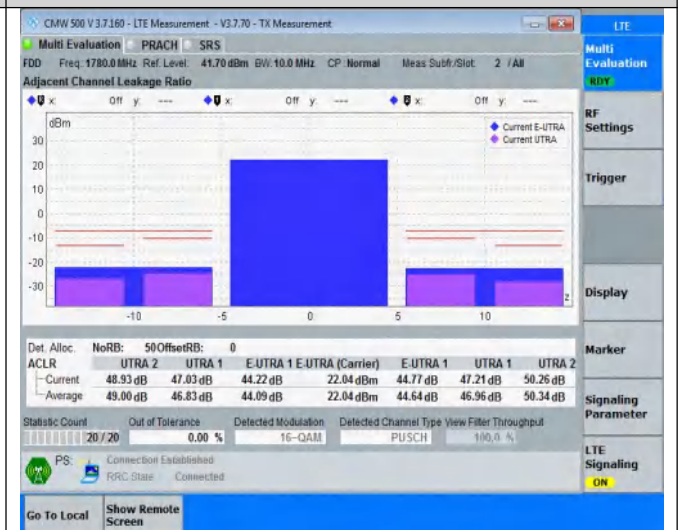 CMW 500 V 3.7.160 - LTE Measurement - V3.7.70 - TX Measurement
LTE
Multi Evaluation PRACH SRS
Multi Evaluation
RDY
FDD Freq: 1780.0 MHz Ref. Level: 41.70 dBm BW: 10.0 MHz CP: Normal Meas Subfr./Slot: 2 / All
Adjacent Channel Leakage Ratio
x: Off y: --- x: Off y: --- x: Off y: ---
dBm
Current E-UTRA
Current UTRA
30
20
10
0
-10
-20
-30
z
-10 -5 0 5 10
RF Settings
Trigger
Display
Marker
Signaling Parameter
LTE Signaling
ON
Det. Alloc. NoRB: 50 OffsetRB: 0
ACLR UTRA 2 UTRA 1 E-UTRA 1 E-UTRA (Carrier) E-UTRA 1 UTRA 1 UTRA 2
Current 48.93 dB 47.03 dB 44.22 dB 22.04 dBm 44.77 dB 47.21 dB 50.26 dB
Average 49.00 dB 46.83 dB 44.09 dB 22.04 dBm 44.64 dB 46.96 dB 50.34 dB
Statistic Count Out of Tolerance Detected Modulation Detected Channel Type View Filter Throughput
20 / 20 0.00 % 16-QAM PUSCH 100.0 %
PS: Connection Established
RRC State Connected
Go To Local
Show Remote Screen